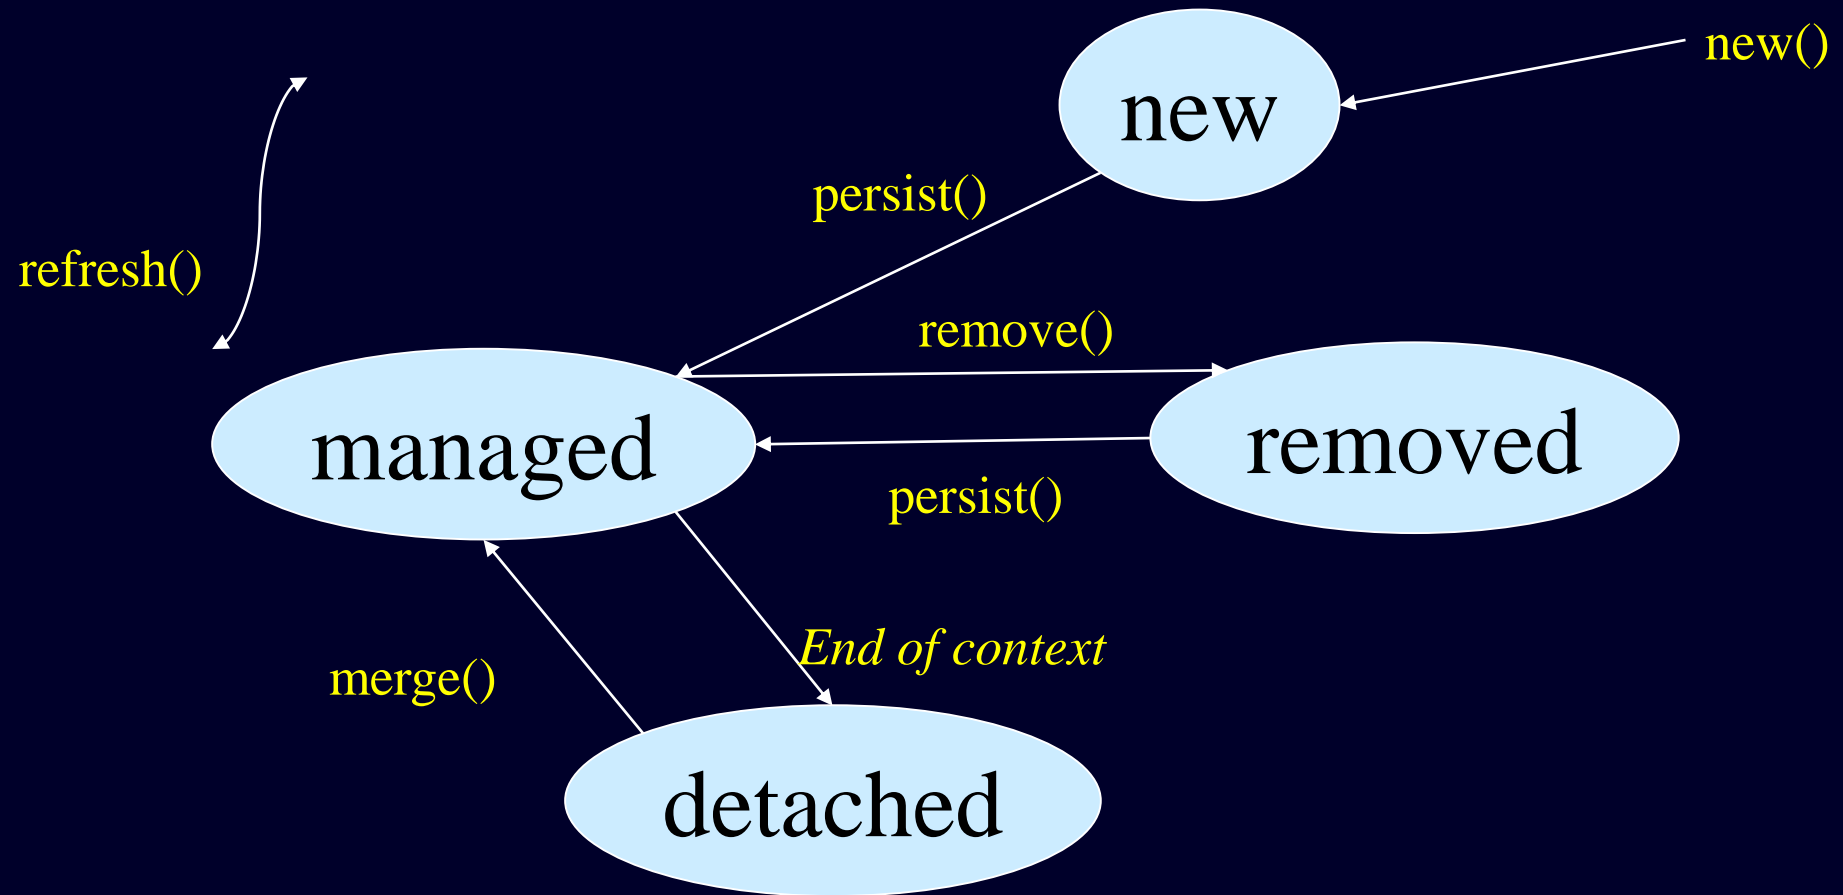 new()
new
persist()
refresh()
remove()
managed
removed
persist()
End of context
merge()
detached